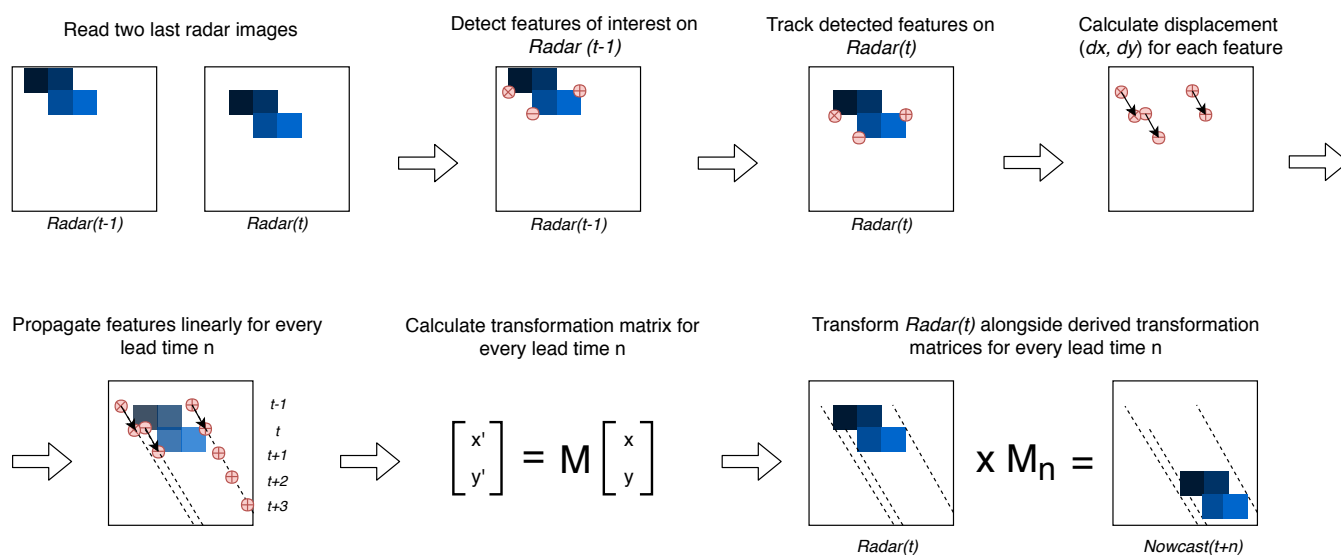 Read two last radar images
Radar(t-1)
Radar(t)
Detect features of interest on
Radar (t-1)
Radar(t-1)
Track detected features on
Radar(t)
Radar(t)
Calculate displacement
(dx, dy) for each feature
Propagate features linearly for every
lead time n
t-1
t
t+1
t+2
t+3
Calculate transformation matrix for
every lead time n
x' = M x
y' y
Transform Radar(t) alongside derived transformation
matrices for every lead time n
x Mn =
Radar(t)
Nowcast(t+n)